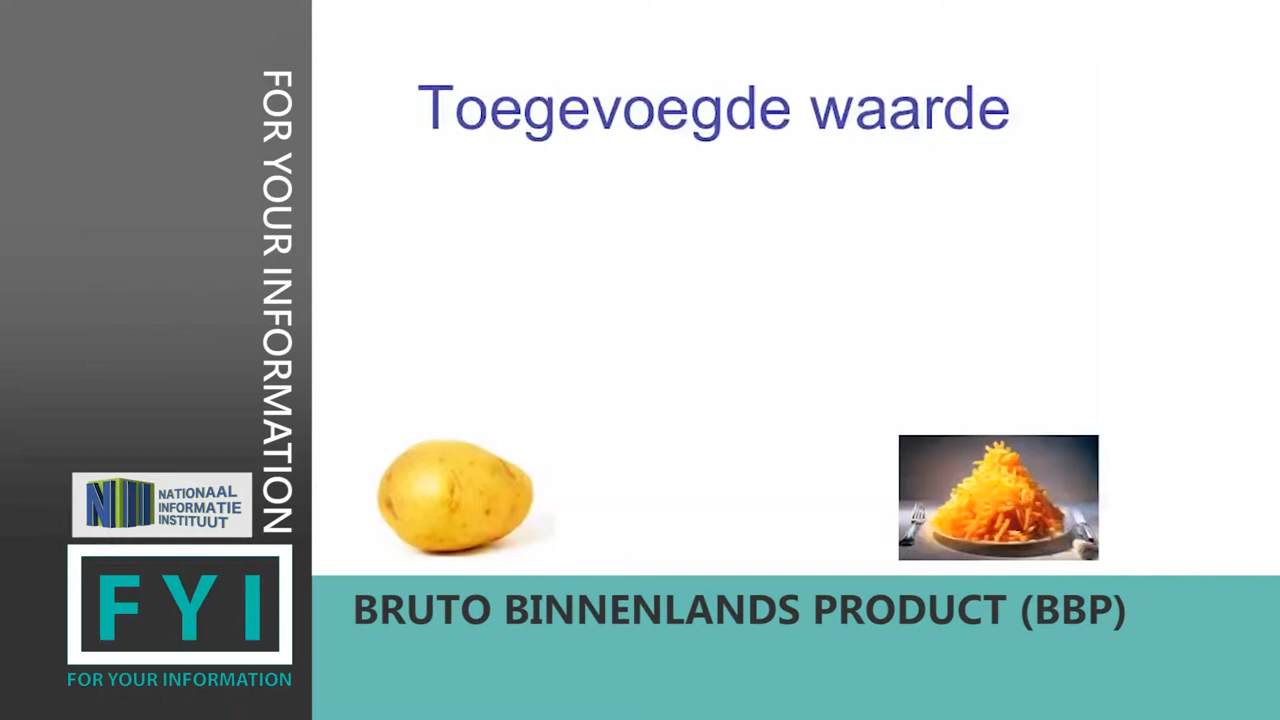 Toegevoegde waarde
FOR YOUR INFORMATION
NATIONAAL
INFORMATIE
INSTITUUT
FYI
FOR YOUR INFORMATION
BRUTO BINNENLANDS PRODUCT (BBP)